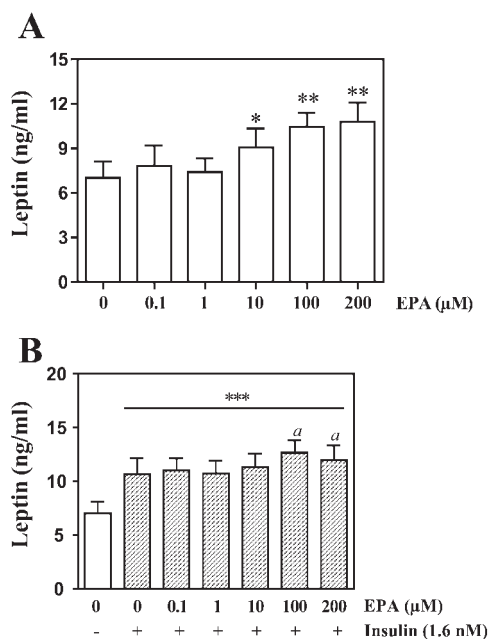 A
15
12
9
6
3
0
Leptin (ng/ml)
* ** **
0 0.1 1 10 100 200 EPA (µM)
B
20
15
10
5
0
Leptin (ng/ml)
***
a a
0 0 0.1 1 10 100 200 EPA (µM)
- + + + + + + Insulin (1.6 nM)